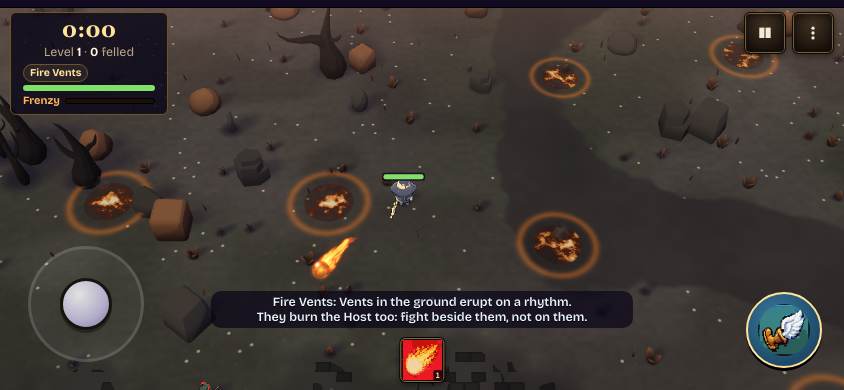 0:00
Level 1 · 0 felled
Fire Vents
Frenzy
Fire Vents: Vents in the ground erupt on a rhythm.
They burn the Host too: fight beside them, not on them.
1